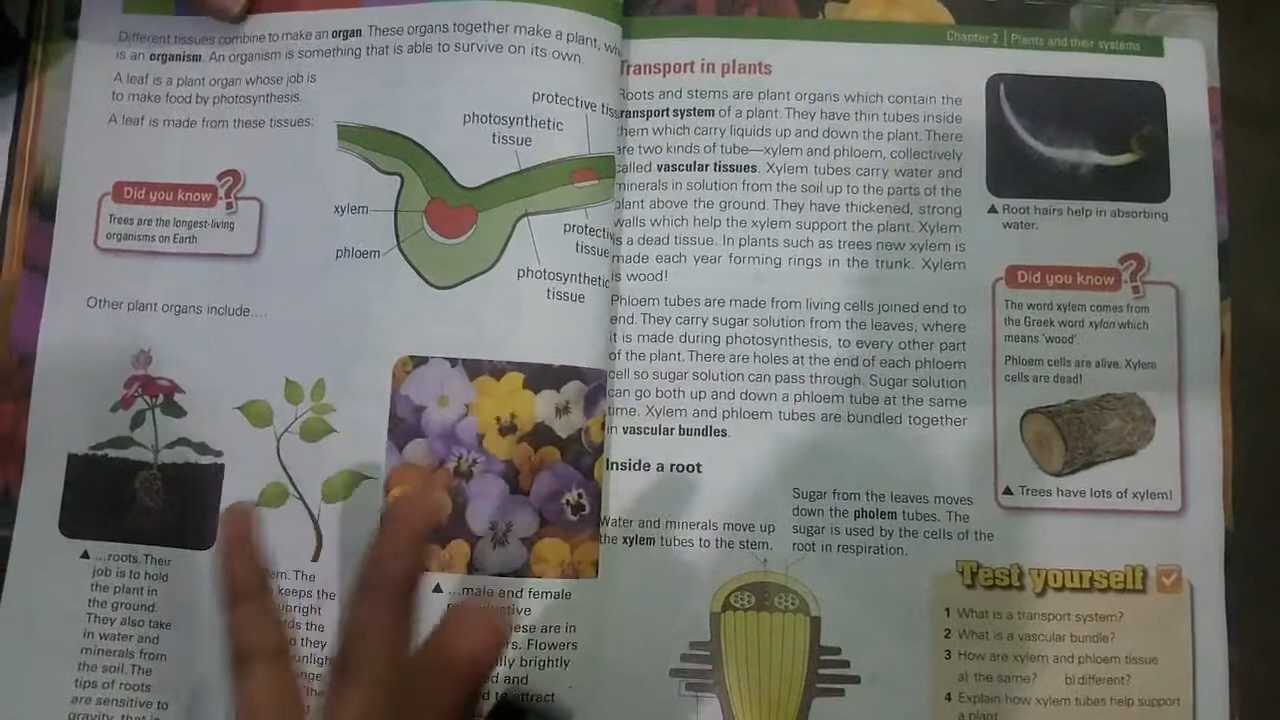 Different tissues combine to make an organ. These organs together make a plant,
is an organism. An organism is something that is able to survive on its own.
A leaf is a plant organ whose job is
to make food by photosynthesis.
A leaf is made from these tissues:
protective
photosynthetic
tissue
xylem
phloem
tissue
photosynthetic
tissue
Did you know ?
Trees are the longest-living
organisms on Earth
Other plant organs include....
...roots. Their
job is to hold
the plant in
the ground.
They also take
in water and
minerals from
the soil. The
tips of roots
are sensitive to
The
keeps the
the
they
...male and female
these are in
Flowers
brightly
and
to attract
Chapter 2 | Plants and their systems
Transport in plants
Roots and stems are plant organs which contain the
transport system of a plant. They have thin tubes inside
them which carry liquids up and down the plant. There
are two kinds of tube—xylem and phloem, collectively
called vascular tissues. Xylem tubes carry water and
minerals in solution from the soil up to the parts of the
plant above the ground. They have thickened, strong
walls which help the xylem support the plant. Xylem
is a dead tissue. In plants such as trees new xylem is
made each year forming rings in the trunk. Xylem
is wood!
Phloem tubes are made from living cells joined end to
end. They carry sugar solution from the leaves, where
it is made during photosynthesis, to every other part
of the plant. There are holes at the end of each phloem
cell so sugar solution can pass through. Sugar solution
can go both up and down a phloem tube at the same
time. Xylem and phloem tubes are bundled together
in vascular bundles.
Inside a root
Water and minerals move up
the xylem tubes to the stem.
Sugar from the leaves moves
down the pholem tubes. The
sugar is used by the cells of the
root in respiration.
Root hairs help in absorbing
water.
Did you know ?
The word xylem comes from
the Greek word xylon which
means 'wood'.
Phloem cells are alive. Xylem
cells are dead!
Trees have lots of xylem!
Test yourself
1 What is a transport system?
2 What is a vascular bundle?
3 How are xylem and phloem tissue
a) the same? b) different?
4 Explain how xylem tubes help support
a plant